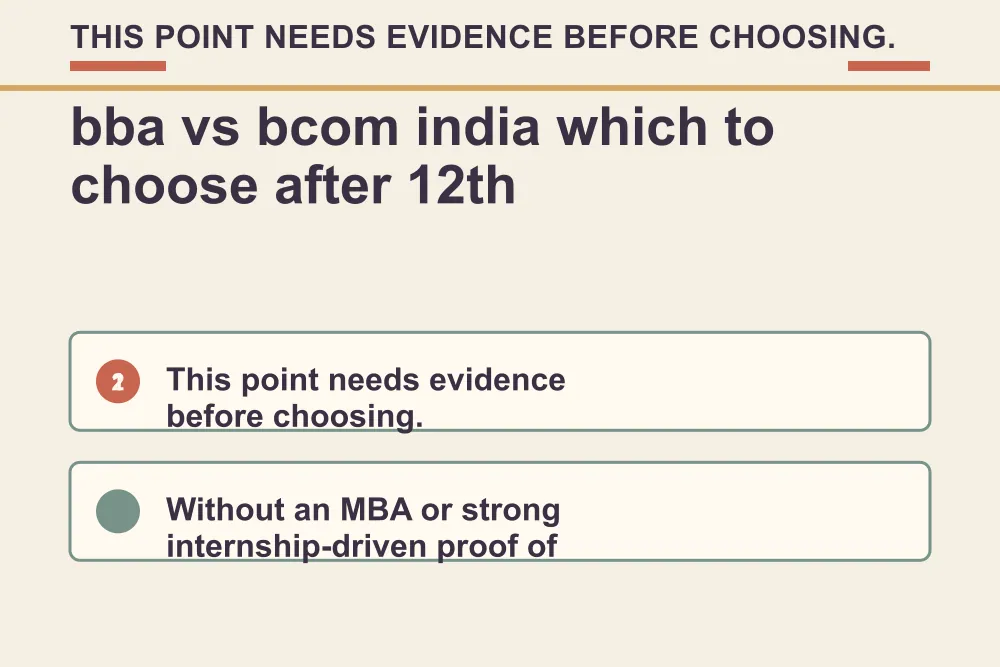 THIS POINT NEEDS EVIDENCE BEFORE CHOOSING.
bba vs bcom india which to
choose after 12th
2
This point needs evidence
before choosing.
Without an MBA or strong
internship-driven proof of